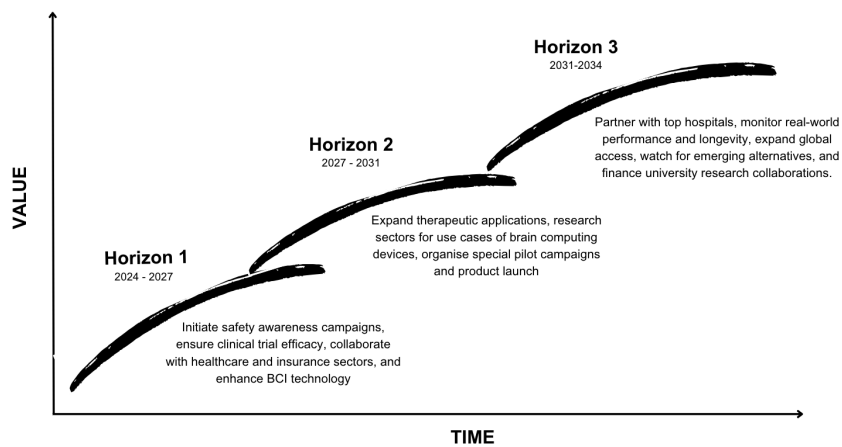 Horizon 3
2031-2034
Partner with top hospitals, monitor real-world
performance and longevity, expand global
access, watch for emerging alternatives, and
finance university research collaborations.
Horizon 2
2027 - 2031
Expand therapeutic applications, research
sectors for use cases of brain computing
devices, organise special pilot campaigns
and product launch
Horizon 1
2024 - 2027
Initiate safety awareness campaigns,
ensure clinical trial efficacy, collaborate
with healthcare and insurance sectors, and
enhance BCI technology
VALUE
TIME